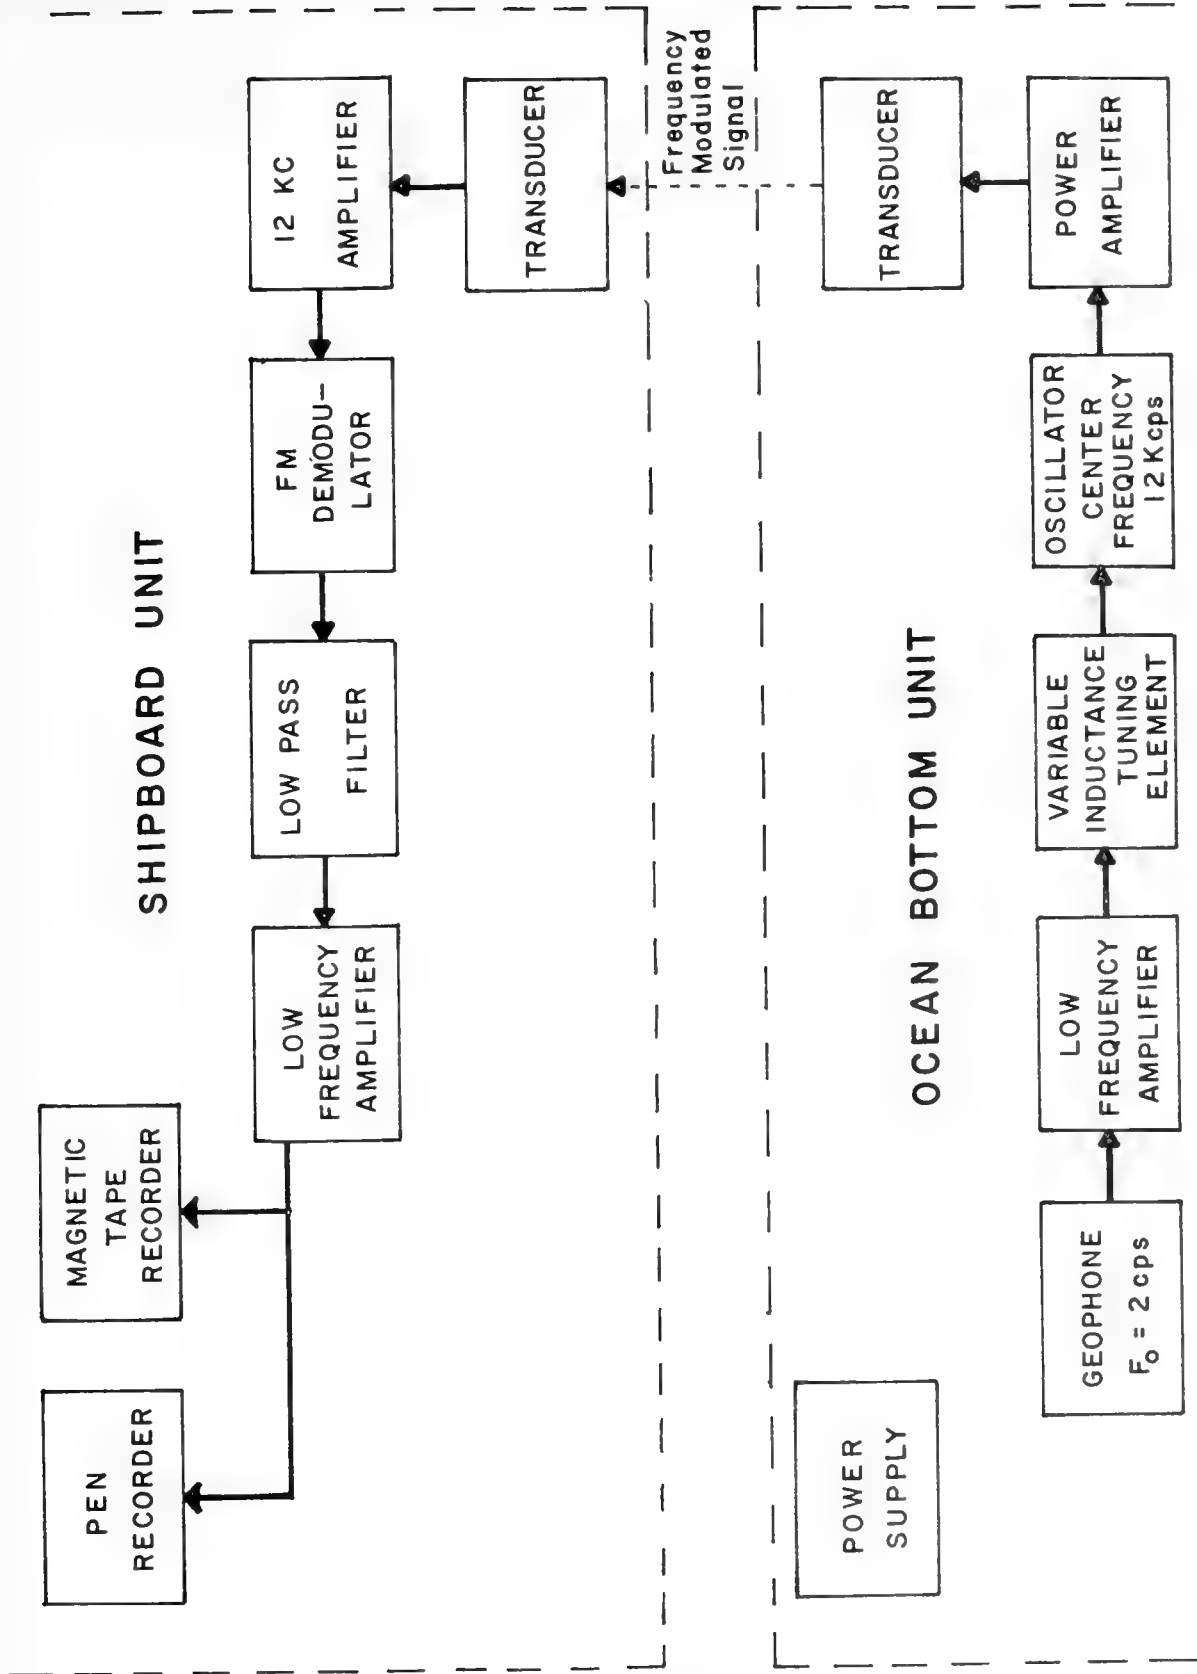 SHIPBOARD UNIT
PEN
RECORDER
MAGNETIC
TAPE
RECORDER
LOW
FREQUENCY
AMPLIFIER
LOW PASS
FILTER
FM
DEMODU-
LATOR
12 KC
AMPLIFIER
TRANSDUCER
Frequency
Modulated
Signal
OCEAN BOTTOM UNIT
POWER
SUPPLY
TRANSDUCER
GEOPHONE
F₀ = 2 cps
LOW
FREQUENCY
AMPLIFIER
VARIABLE
INDUCTANCE
TUNING
ELEMENT
OSCILLATOR
CENTER
FREQUENCY
12 Kcps
POWER
AMPLIFIER